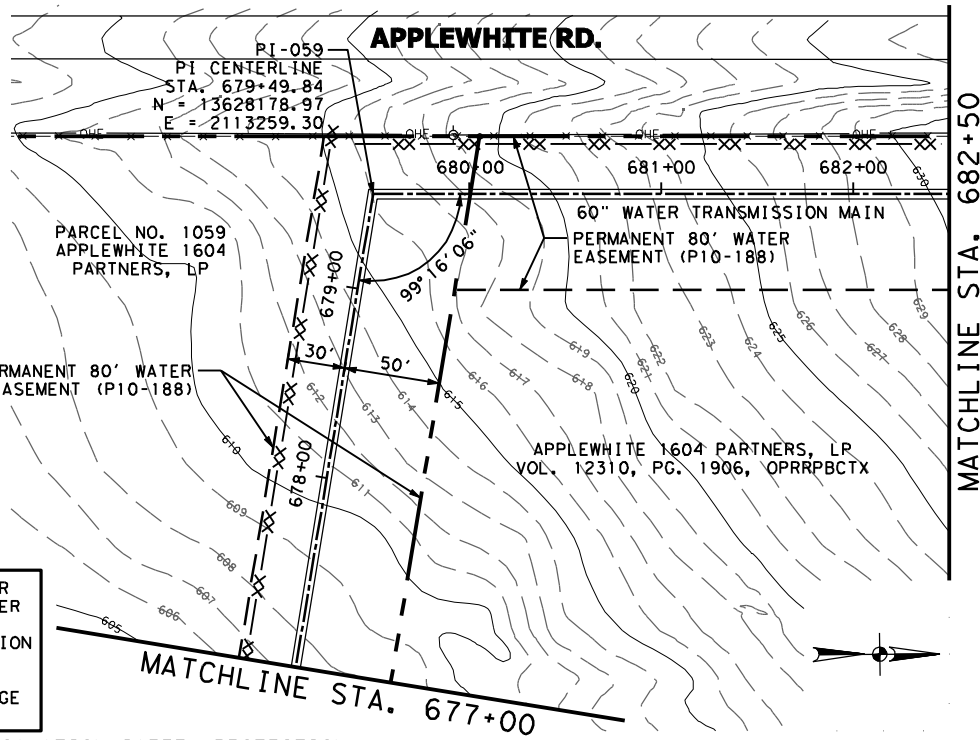 APPLEWHITE RD.
PI-059
PI CENTERLINE
STA. 679+49.84
N = 13628178.97
E = 2113259.30
OHE
OHE
OHE
OHE
680+00
681+00
682+00
630
MATCHLINE STA. 682+50
60" WATER TRANSMISSION MAIN
PERMANENT 80' WATER
EASEMENT (P10-188)
PARCEL NO. 1059
APPLEWHITE 1604
PARTNERS, LP
679+00
99°16'06"
30'
50'
RMANENT 80' WATER
ASEMENT (P10-188)
612
613
614
615
616
617
618
619
620
621
622
623
624
625
626
627
628
629
610
678+00
611
609
608
607
606
605
APPLEWHITE 1604 PARTNERS, LP
VOL. 12310, PG. 1906, OPRRPBCTX
R
ER
ION
GE
MATCHLINE STA. 677+00